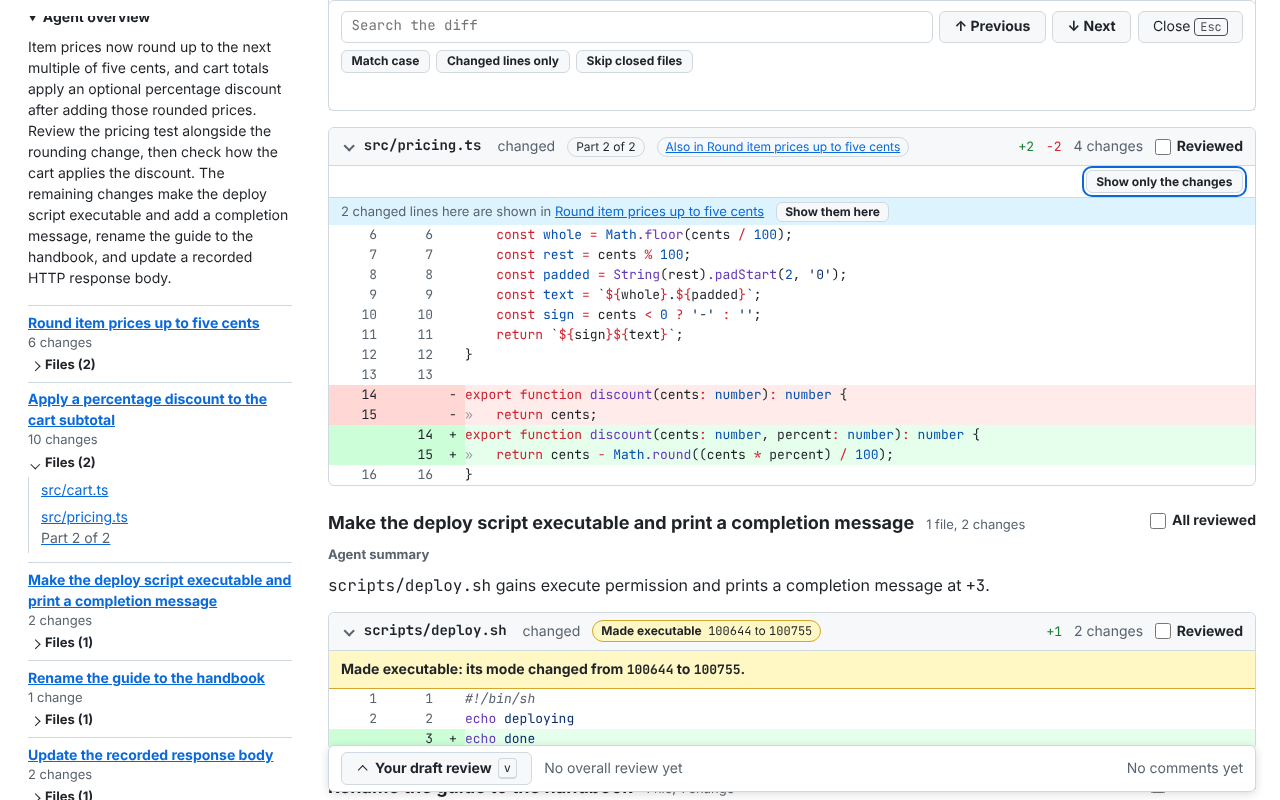 Agent overview
Item prices now round up to the next
multiple of five cents, and cart totals
apply an optional percentage discount
after adding those rounded prices.
Review the pricing test alongside the
rounding change, then check how the
cart applies the discount. The
remaining changes make the deploy
script executable and add a completion
message, rename the guide to the
handbook, and update a recorded
HTTP response body.
Round item prices up to five cents
6 changes
Files (2)
Apply a percentage discount to the
cart subtotal
10 changes
Files (2)
src/cart.ts
src/pricing.ts
Part 2 of 2
Make the deploy script executable and
print a completion message
2 changes
Files (1)
Rename the guide to the handbook
1 change
Files (1)
Update the recorded response body
2 changes
Files (1)
Search the diff
↑ Previous
↓ Next
Close Esc
Match case
Changed lines only
Skip closed files
src/pricing.ts changed Part 2 of 2 Also in Round item prices up to five cents +2 -2 4 changes Reviewed
Show only the changes
2 changed lines here are shown in Round item prices up to five cents Show them here
6 6 const whole = Math.floor(cents / 100);
7 7 const rest = cents % 100;
8 8 const padded = String(rest).padStart(2, '0');
9 9 const text = `${whole}.${padded}`;
10 10 const sign = cents < 0 ? '-' : '';
11 11 return `${sign}${text}`;
12 12 }
13 13
14 - export function discount(cents: number): number {
15 - » return cents;
14 + export function discount(cents: number, percent: number): number {
15 + » return cents - Math.round((cents * percent) / 100);
16 16 }
Make the deploy script executable and print a completion message 1 file, 2 changes All reviewed
Agent summary
scripts/deploy.sh gains execute permission and prints a completion message at +3.
scripts/deploy.sh changed Made executable 100644 to 100755 +1 2 changes Reviewed
Made executable: its mode changed from 100644 to 100755.
1 1 #!/bin/sh
2 2 echo deploying
3 + echo done
Your draft review v No overall review yet No comments yet
Rename the guide to the handbook 1 file, 1 change